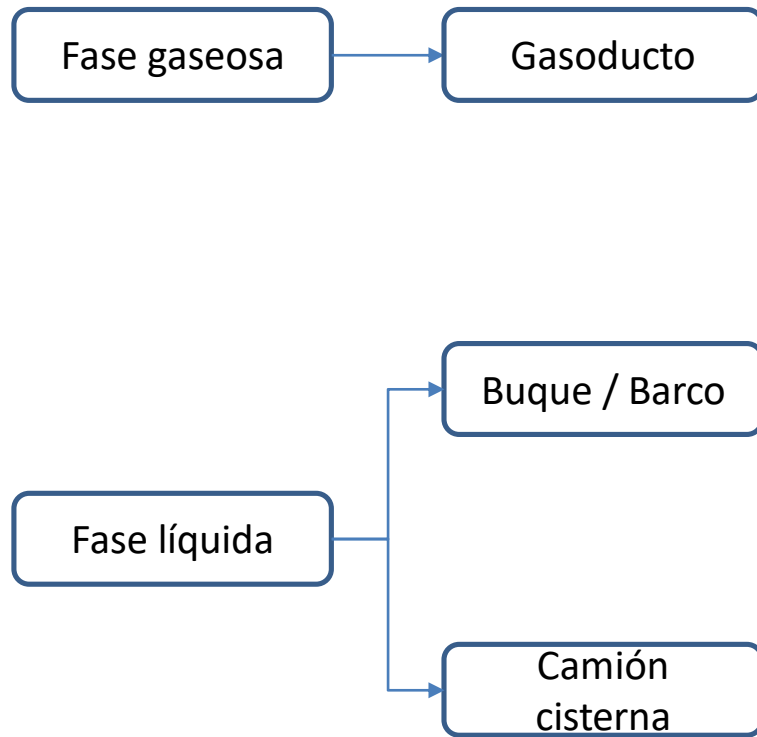 Fase gaseosa
Gasoducto
Buque / Barco
Fase líquida
Camión
cisterna